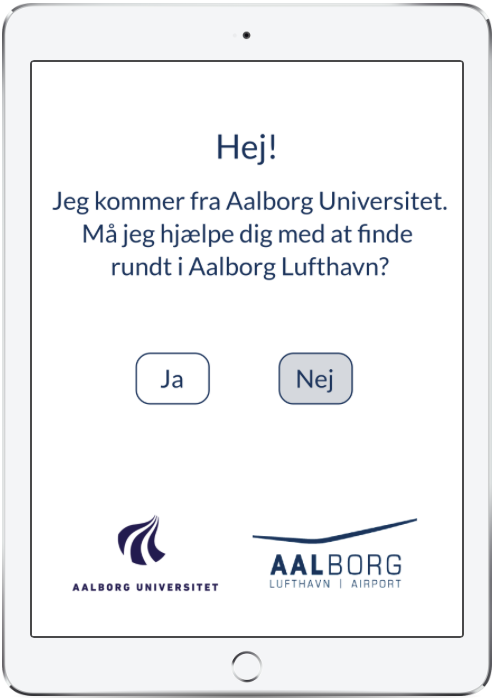 Hej!
Jeg kommer fra Aalborg Universitet.
Må jeg hjælpe dig med at finde
rundt i Aalborg Lufthavn?
Ja
Nej
AALBORG UNIVERSITET
AALBORG
LUFTHAVN | AIRPORT